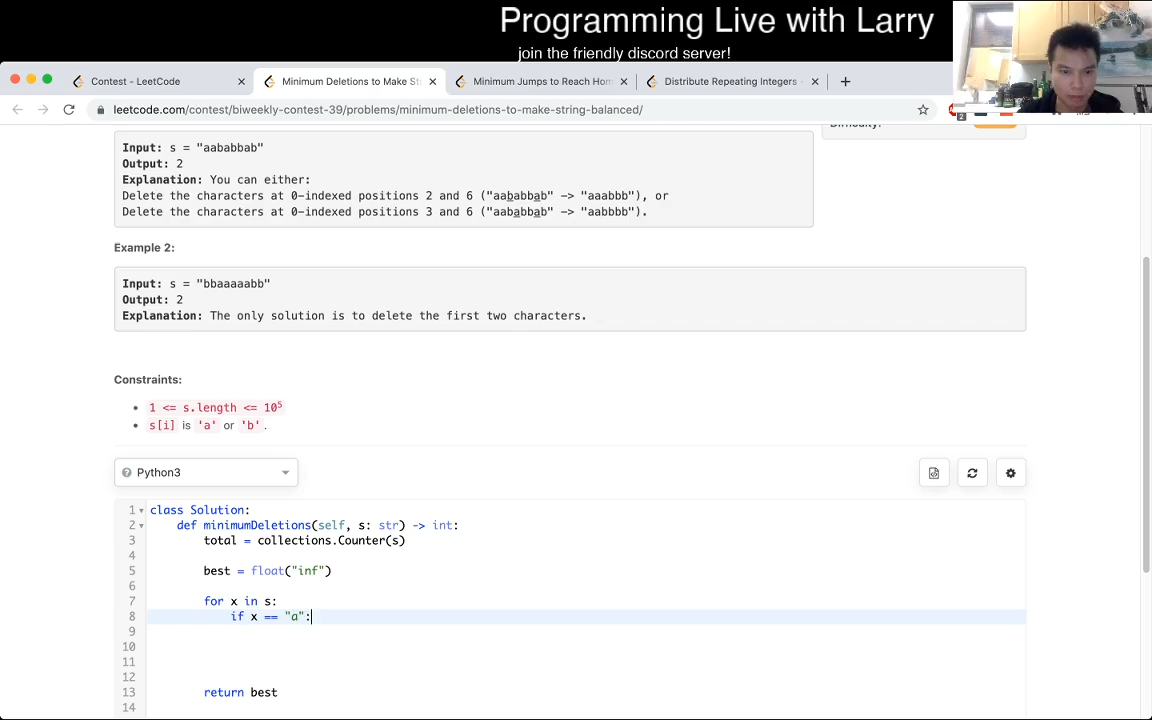 Programming Live with Larry
join the friendly discord server!
Contest - LeetCode
Minimum Deletions to Make St
Minimum Jumps to Reach Hom
Distribute Repeating Integers -
leetcode.com/contest/biweekly-contest-39/problems/minimum-deletions-to-make-string-balanced/
2
Difficulty:
Input: s = "aababbab"
Output: 2
Explanation: You can either:
Delete the characters at 0-indexed positions 2 and 6 ("aababbab" -> "aaabbb"), or
Delete the characters at 0-indexed positions 3 and 6 ("aababbab" -> "aabbbb").
Example 2:
Input: s = "bbaaaaabb"
Output: 2
Explanation: The only solution is to delete the first two characters.
Constraints:
• 1 <= s.length <= 10⁵
• s[i] is 'a' or 'b'.
Python3
1 class Solution:
2 def minimumDeletions(self, s: str) -> int:
3 total = collections.Counter(s)
4
5 best = float("inf")
6
7 for x in s:
8 if x == "a":
9
10
11
12
13 return best
14